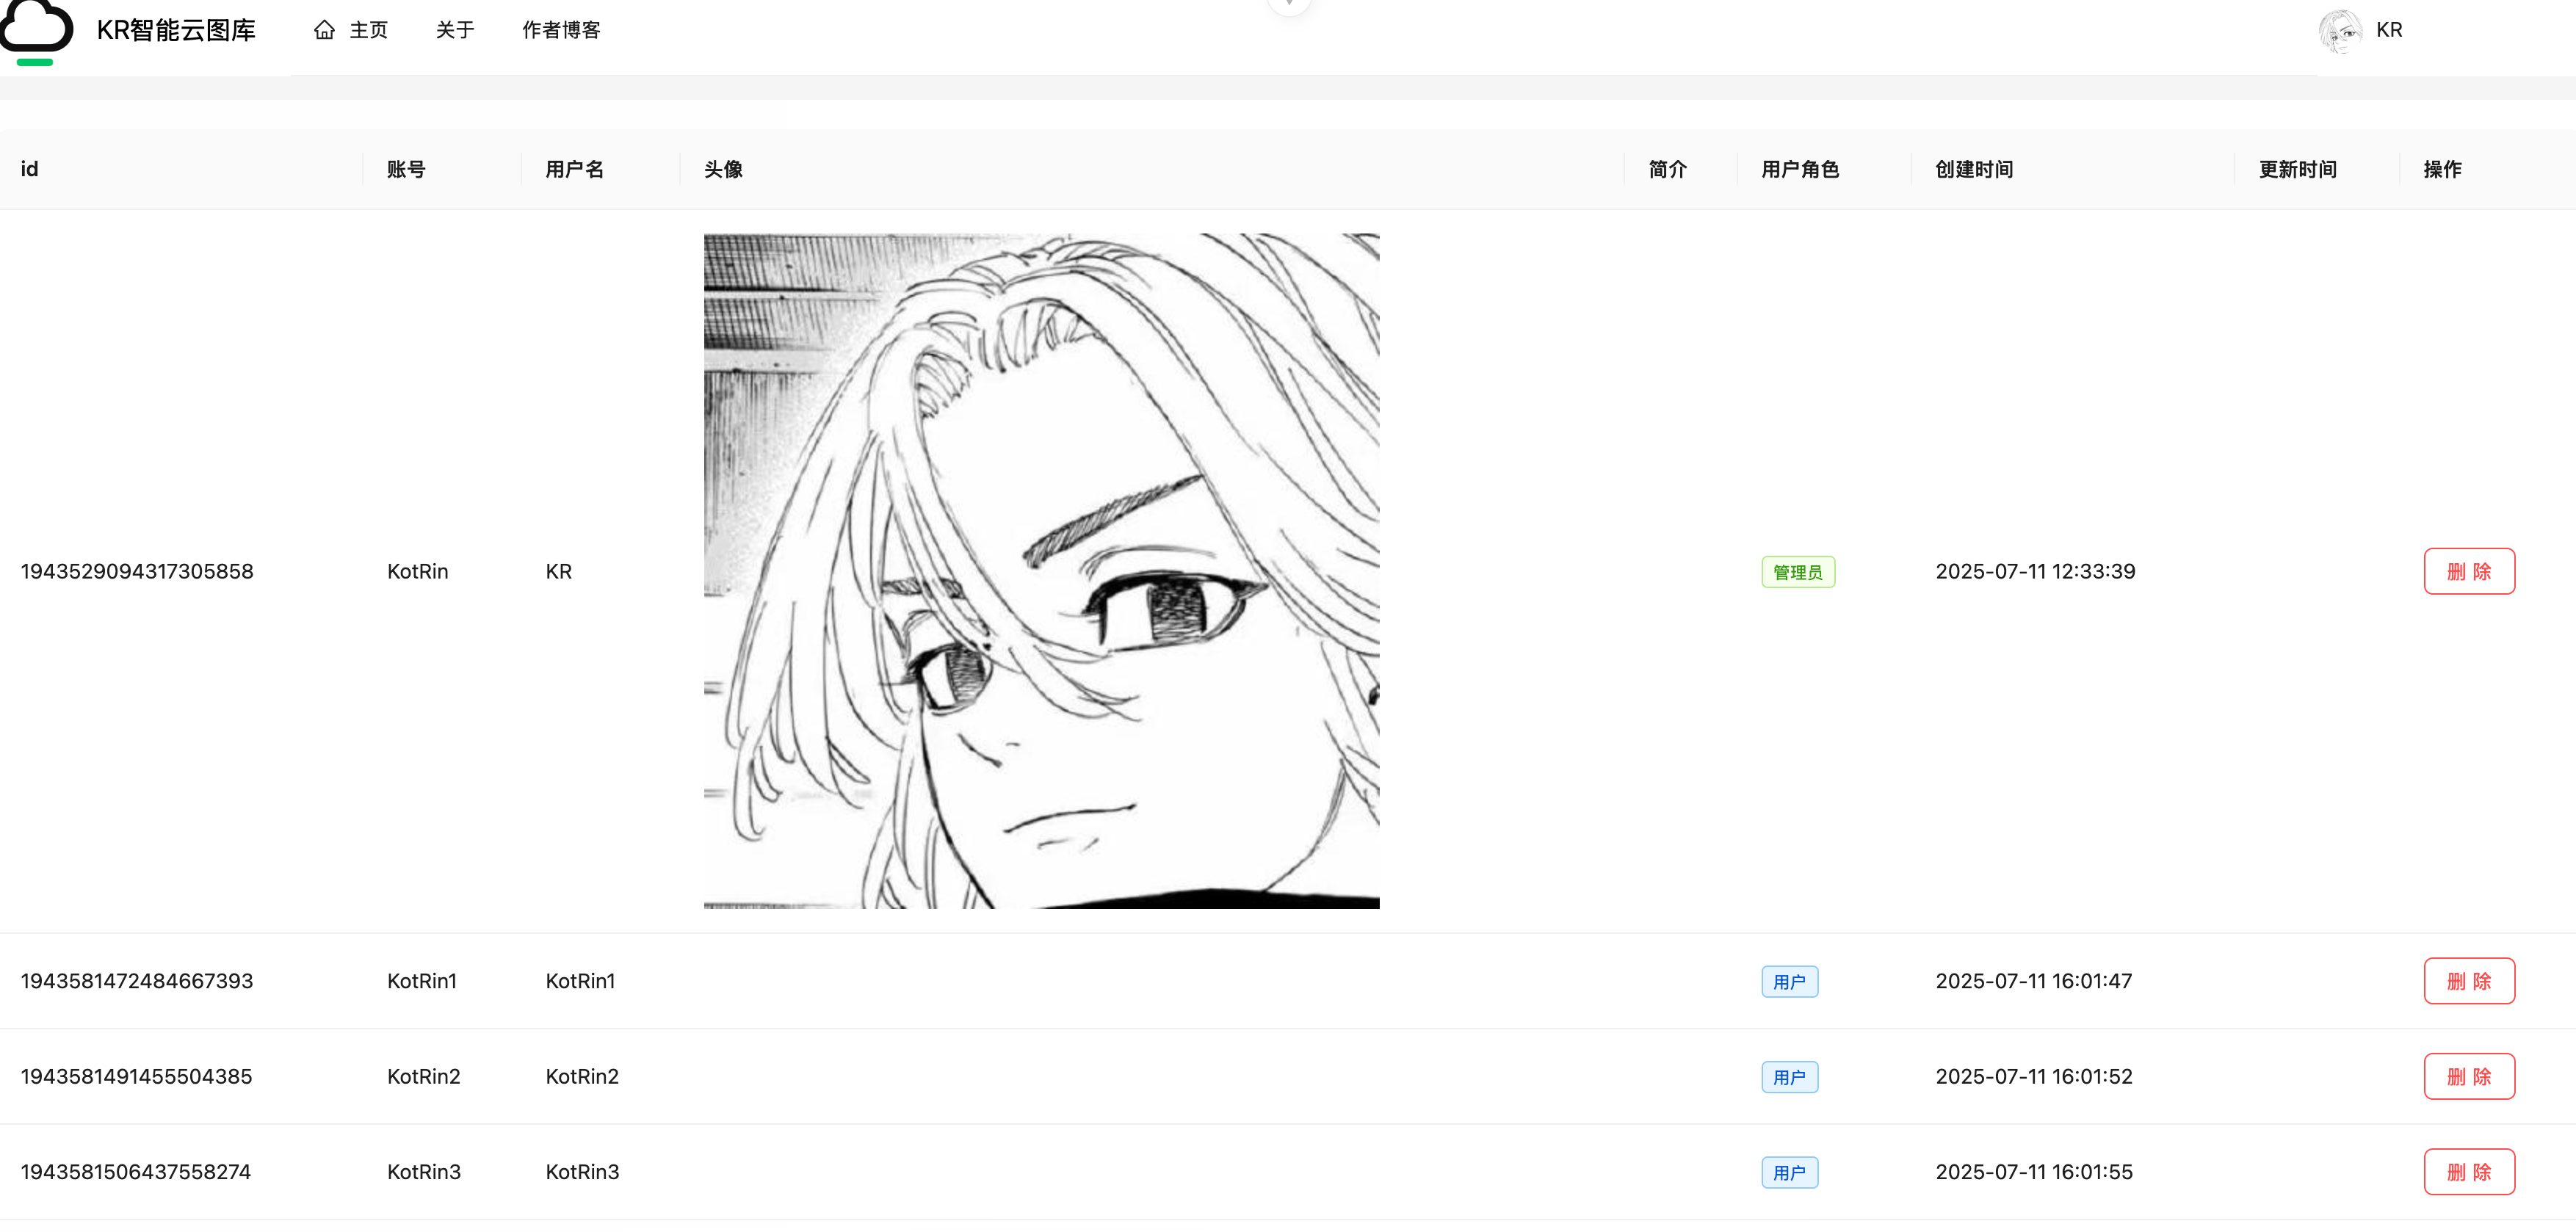 KR智能云图库 主页 关于 作者博客 KR
id 账号 用户名 头像 简介 用户角色 创建时间 更新时间 操作
1943529094317305858 KotRin KR 管理员 2025-07-11 12:33:39 删 除
1943581472484667393 KotRin1 KotRin1 用户 2025-07-11 16:01:47 删 除
1943581491455504385 KotRin2 KotRin2 用户 2025-07-11 16:01:52 删 除
1943581506437558274 KotRin3 KotRin3 用户 2025-07-11 16:01:55 删 除